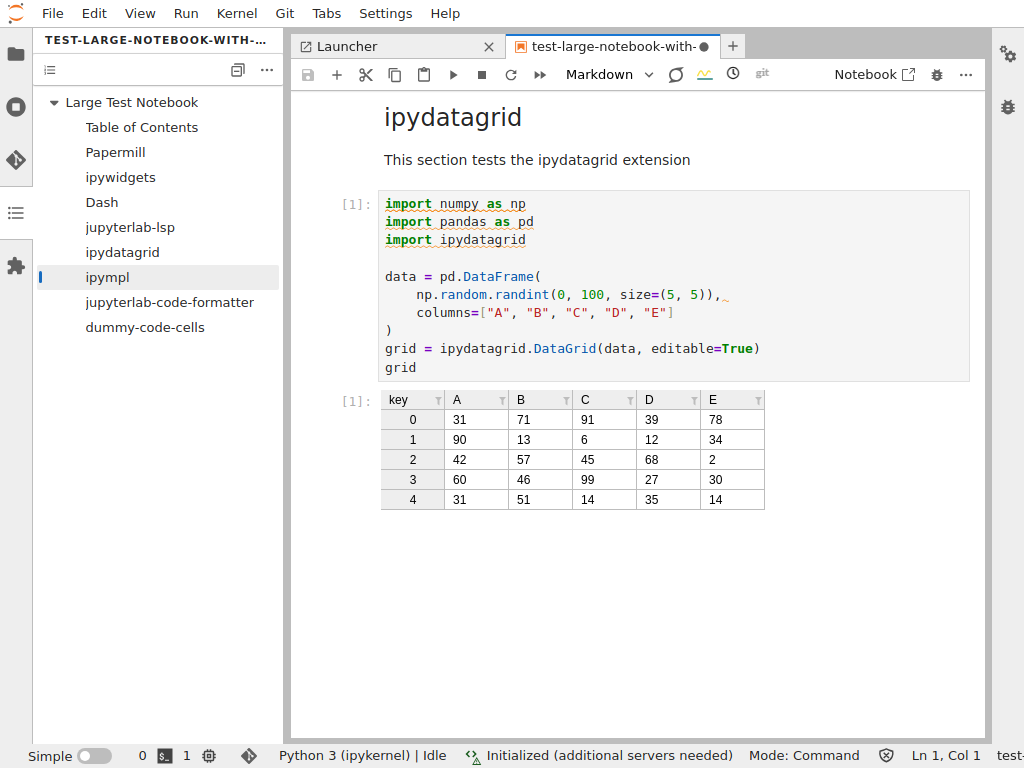 File Edit View Run Kernel Git Tabs Settings Help
TEST-LARGE-NOTEBOOK-WITH-…
Large Test Notebook
Table of Contents
Papermill
ipywidgets
Dash
jupyterlab-lsp
ipydatagrid
ipympl
jupyterlab-code-formatter
dummy-code-cells
Launcher
test-large-notebook-with-
Markdown
git
Notebook
ipydatagrid
This section tests the ipydatagrid extension
[1]:
import numpy as np
import pandas as pd
import ipydatagrid
data = pd.DataFrame(
    np.random.randint(0, 100, size=(5, 5)),
    columns=["A", "B", "C", "D", "E"]
)
grid = ipydatagrid.DataGrid(data, editable=True)
grid
[1]:
key A B C D E
0 31 71 91 39 78
1 90 13 6 12 34
2 42 57 45 68 2
3 60 46 99 27 30
4 31 51 14 35 14
Simple 0 $_ 1 Python 3 (ipykernel) | Idle Initialized (additional servers needed) Mode: Command Ln 1, Col 1 test-